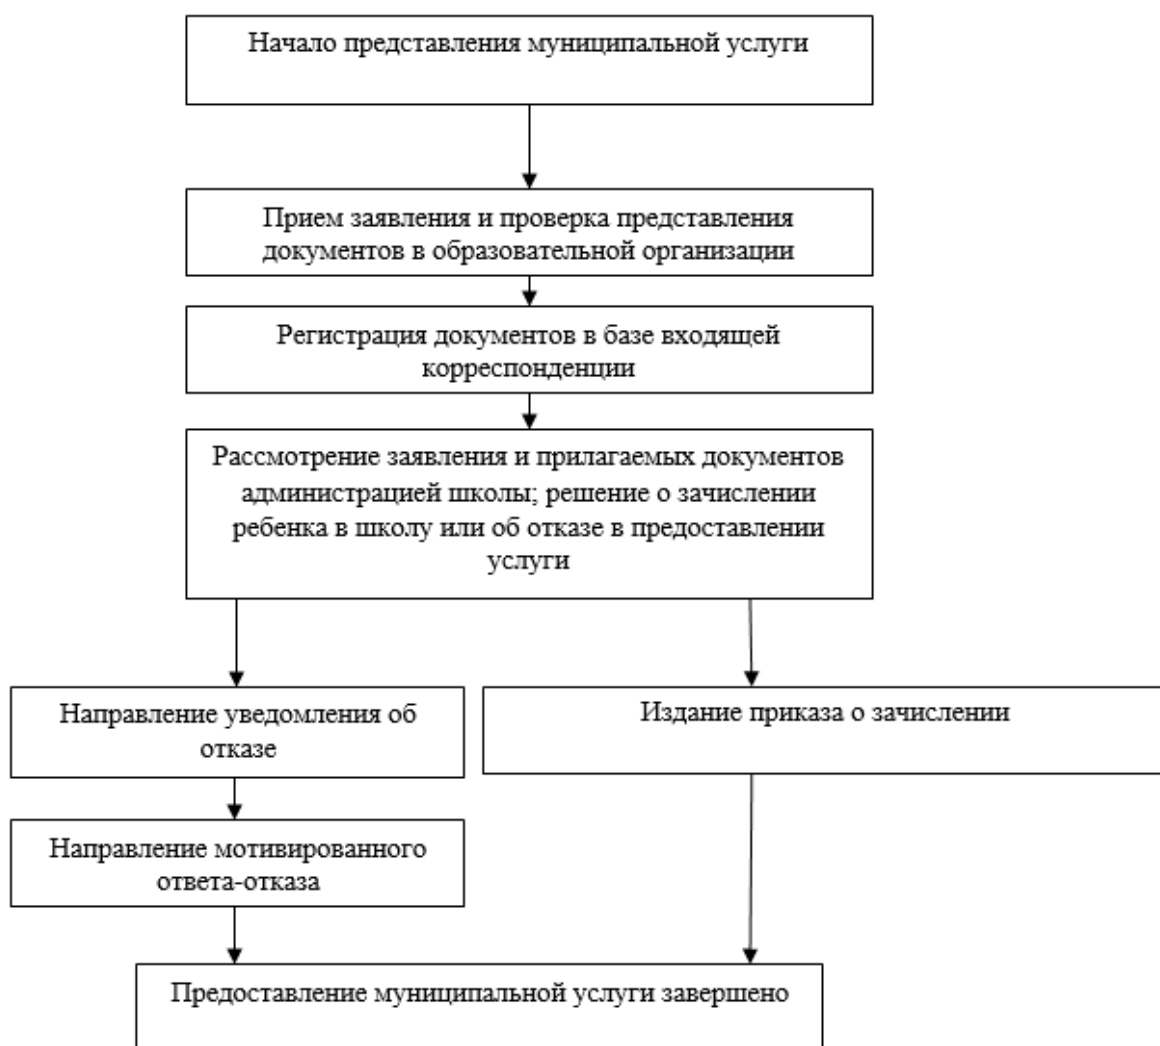 Начало представления муниципальной услуги
Прием заявления и проверка представления
документов в образовательной организации
Регистрация документов в базе входящей
корреспонденции
Рассмотрение заявления и прилагаемых документов
администрацией школы; решение о зачислении
ребенка в школу или об отказе в предоставлении
услуги
Направление уведомления об
отказе
Издание приказа о зачислении
Направление мотивированного
ответа-отказа
Предоставление муниципальной услуги завершено